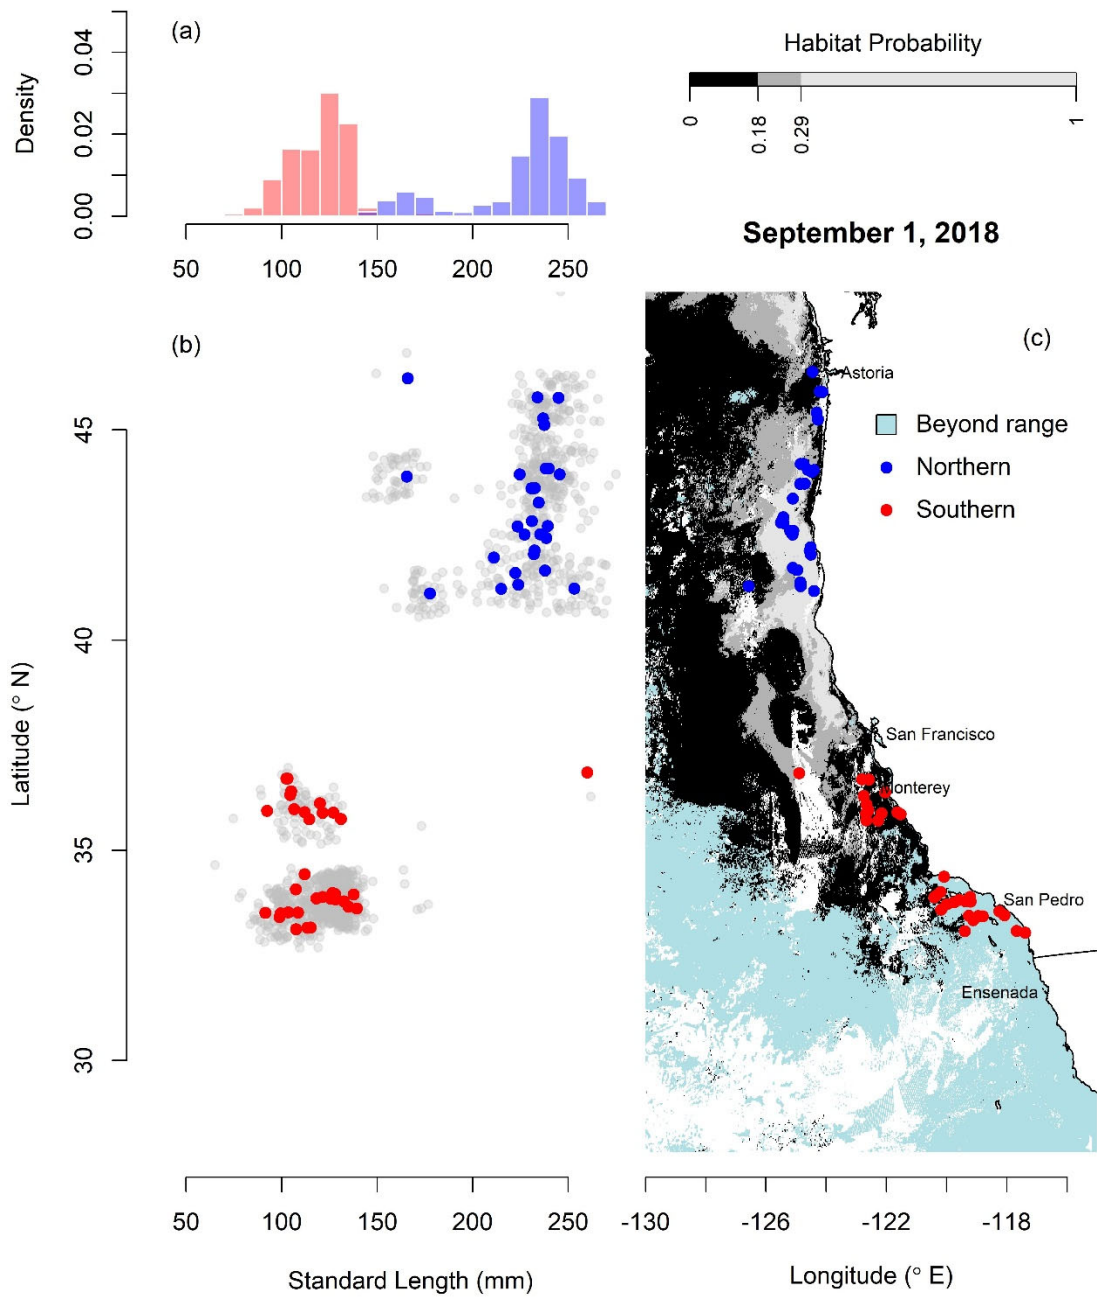 (a)
Density
0.00 0.02 0.04
50 100 150 200 250
Habitat Probability
0 0.18 0.29 1
September 1, 2018
(b)
Latitude (° N)
45
40
35
30
50 100 150 200 250
Standard Length (mm)
(c)
Astoria
Beyond range
Northern
Southern
San Francisco
Monterey
San Pedro
Ensenada
-130 -126 -122 -118
Longitude (° E)